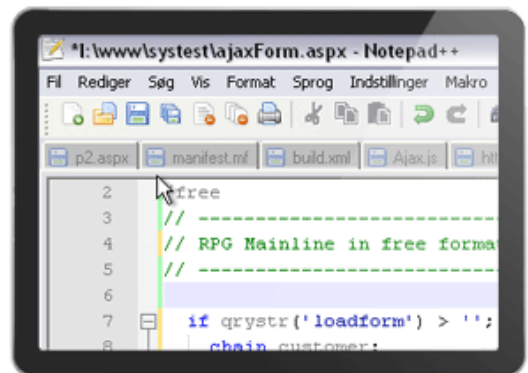 *I:\www\systest\ajaxForm.aspx - Notepad++
Fil Rediger Søg Vis Format Sprog Indstillinger Makro
p2.aspx manifest.mf build.xml Ajax.js
2 free
3 // --------------------------------
4 // RPG Mainline in free
5 // --------------------------------
6
7 if qrystr('loadform') > '';
8 chain customer;